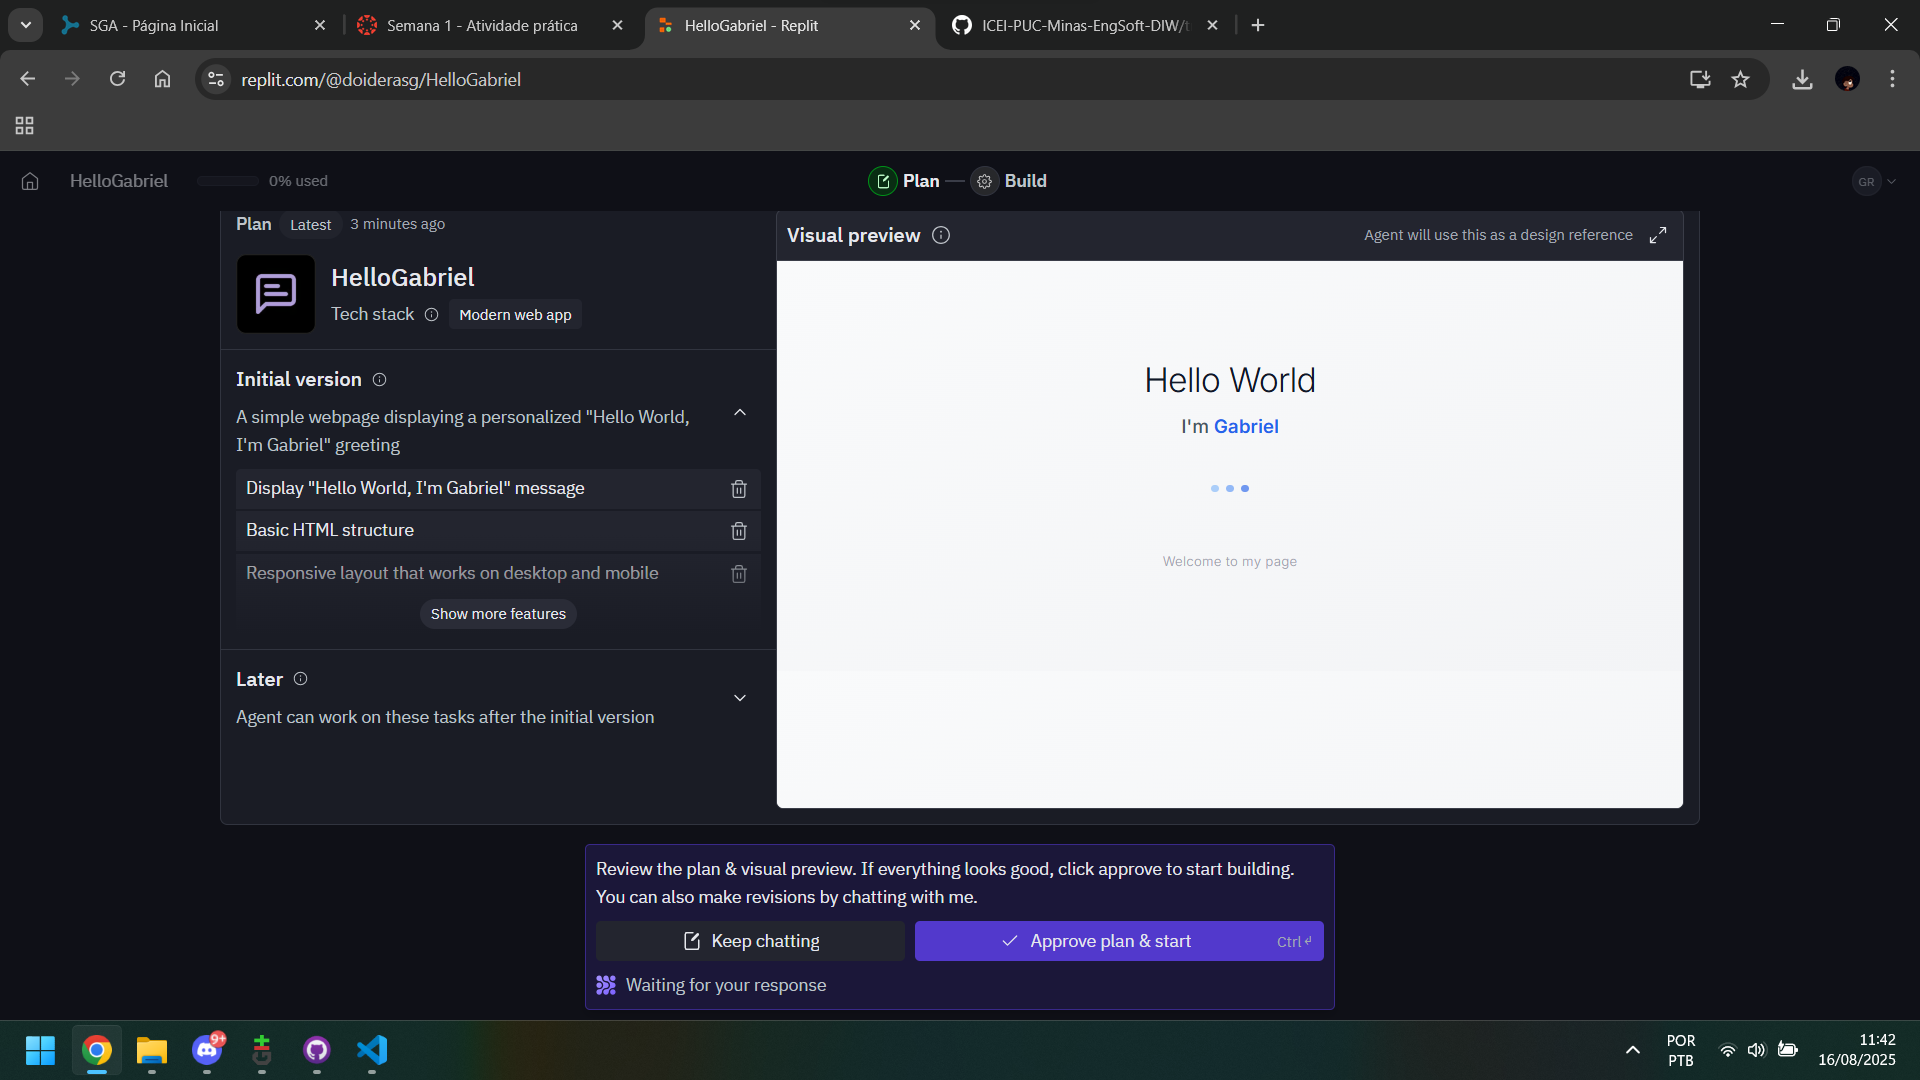 SGA - Página Inicial
Semana 1 - Atividade prática
HelloGabriel - Replit
ICEI-PUC-Minas-EngSoft-DIW/t
replit.com/@doiderasg/HelloGabriel
HelloGabriel
0% used
Plan
Build
GR
Plan
Latest
3 minutes ago
HelloGabriel
Tech stack
Modern web app
Initial version
A simple webpage displaying a personalized "Hello World,
I'm Gabriel" greeting
Display "Hello World, I'm Gabriel" message
Basic HTML structure
Responsive layout that works on desktop and mobile
Show more features
Later
Agent can work on these tasks after the initial version
Visual preview
Agent will use this as a design reference
Hello World
I'm Gabriel
Welcome to my page
Review the plan & visual preview. If everything looks good, click approve to start building.
You can also make revisions by chatting with me.
Keep chatting
Approve plan & start
Ctrl
Waiting for your response
9+
POR
PTB
11:42
16/08/2025